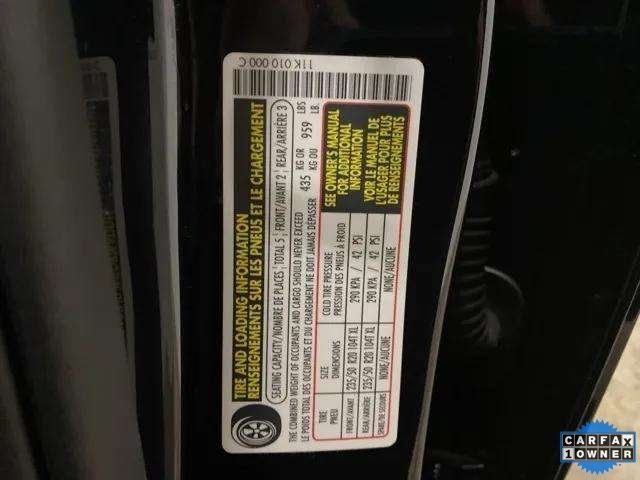 11K 010 000 C
TIRE AND LOADING INFORMATION
RENSEIGNEMENTS SUR LES PNEUS ET LE CHARGEMENT
SEATING CAPACITY/NOMBRE DE PLACES TOTAL 5 FRONT/AVANT 2 REAR/ARRIÈRE 3
THE COMBINED WEIGHT OF OCCUPANTS AND CARGO SHOULD NEVER EXCEED 435 KG OR 959 LBS
LE POIDS TOTAL DES OCCUPANTS ET DU CHARGEMENT NE DOIT JAMAIS DÉPASSER KG OU LB.
TIRE SIZE COLD TIRE PRESSURE
PNEU DIMENSIONS PRESSION DES PNEUS À FROID
FRONT/AVANT 235/50 R20 104T XL 290 KPA / 42 PSI
REAR/ARRIÈRE 235/50 R20 104T XL 290 KPA / 42 PSI
SPARE/DE SECOURS NONE/AUCUNE NONE/AUCUNE
SEE OWNER'S MANUAL
FOR ADDITIONAL
INFORMATION
VOIR LE MANUEL DE
L'USAGER POUR PLUS
DE RENSEIGNEMENTS
CARFAX
1 OWNER